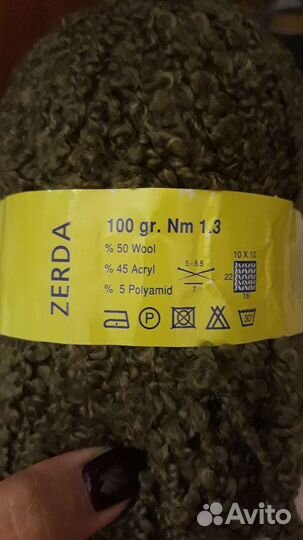 ZERDA
100 gr. Nm 1.3
% 50 Wool
% 45 Acryl
% 5 Polyamid
5 - 5.5
7
10 X 10
22
16
P
30°
Avito